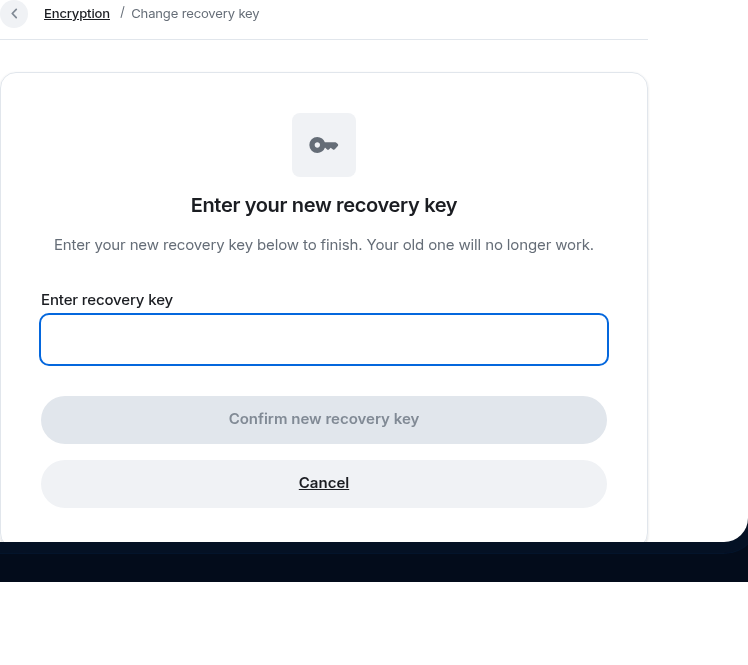 Encryption / Change recovery key
Enter your new recovery key
Enter your new recovery key below to finish. Your old one will no longer work.
Enter recovery key
Confirm new recovery key
Cancel